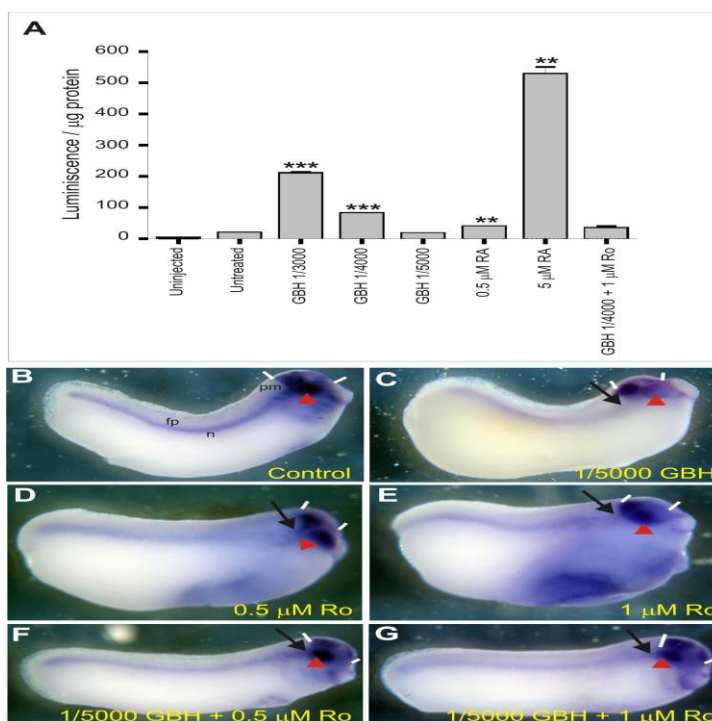 A
600
500
400
300
200
100
0
Luminiscence / µg protein
***
***
**
**
Uninjected
Untreated
GBH 1/3000
GBH 1/4000
GBH 1/5000
0.5 µM RA
5 µM RA
GBH 1/4000 + 1 µM Ro
B
pm
fp
n
Control
C
1/5000 GBH
D
0.5 µM Ro
E
1 µM Ro
F
1/5000 GBH + 0.5 µM Ro
G
1/5000 GBH + 1 µM Ro